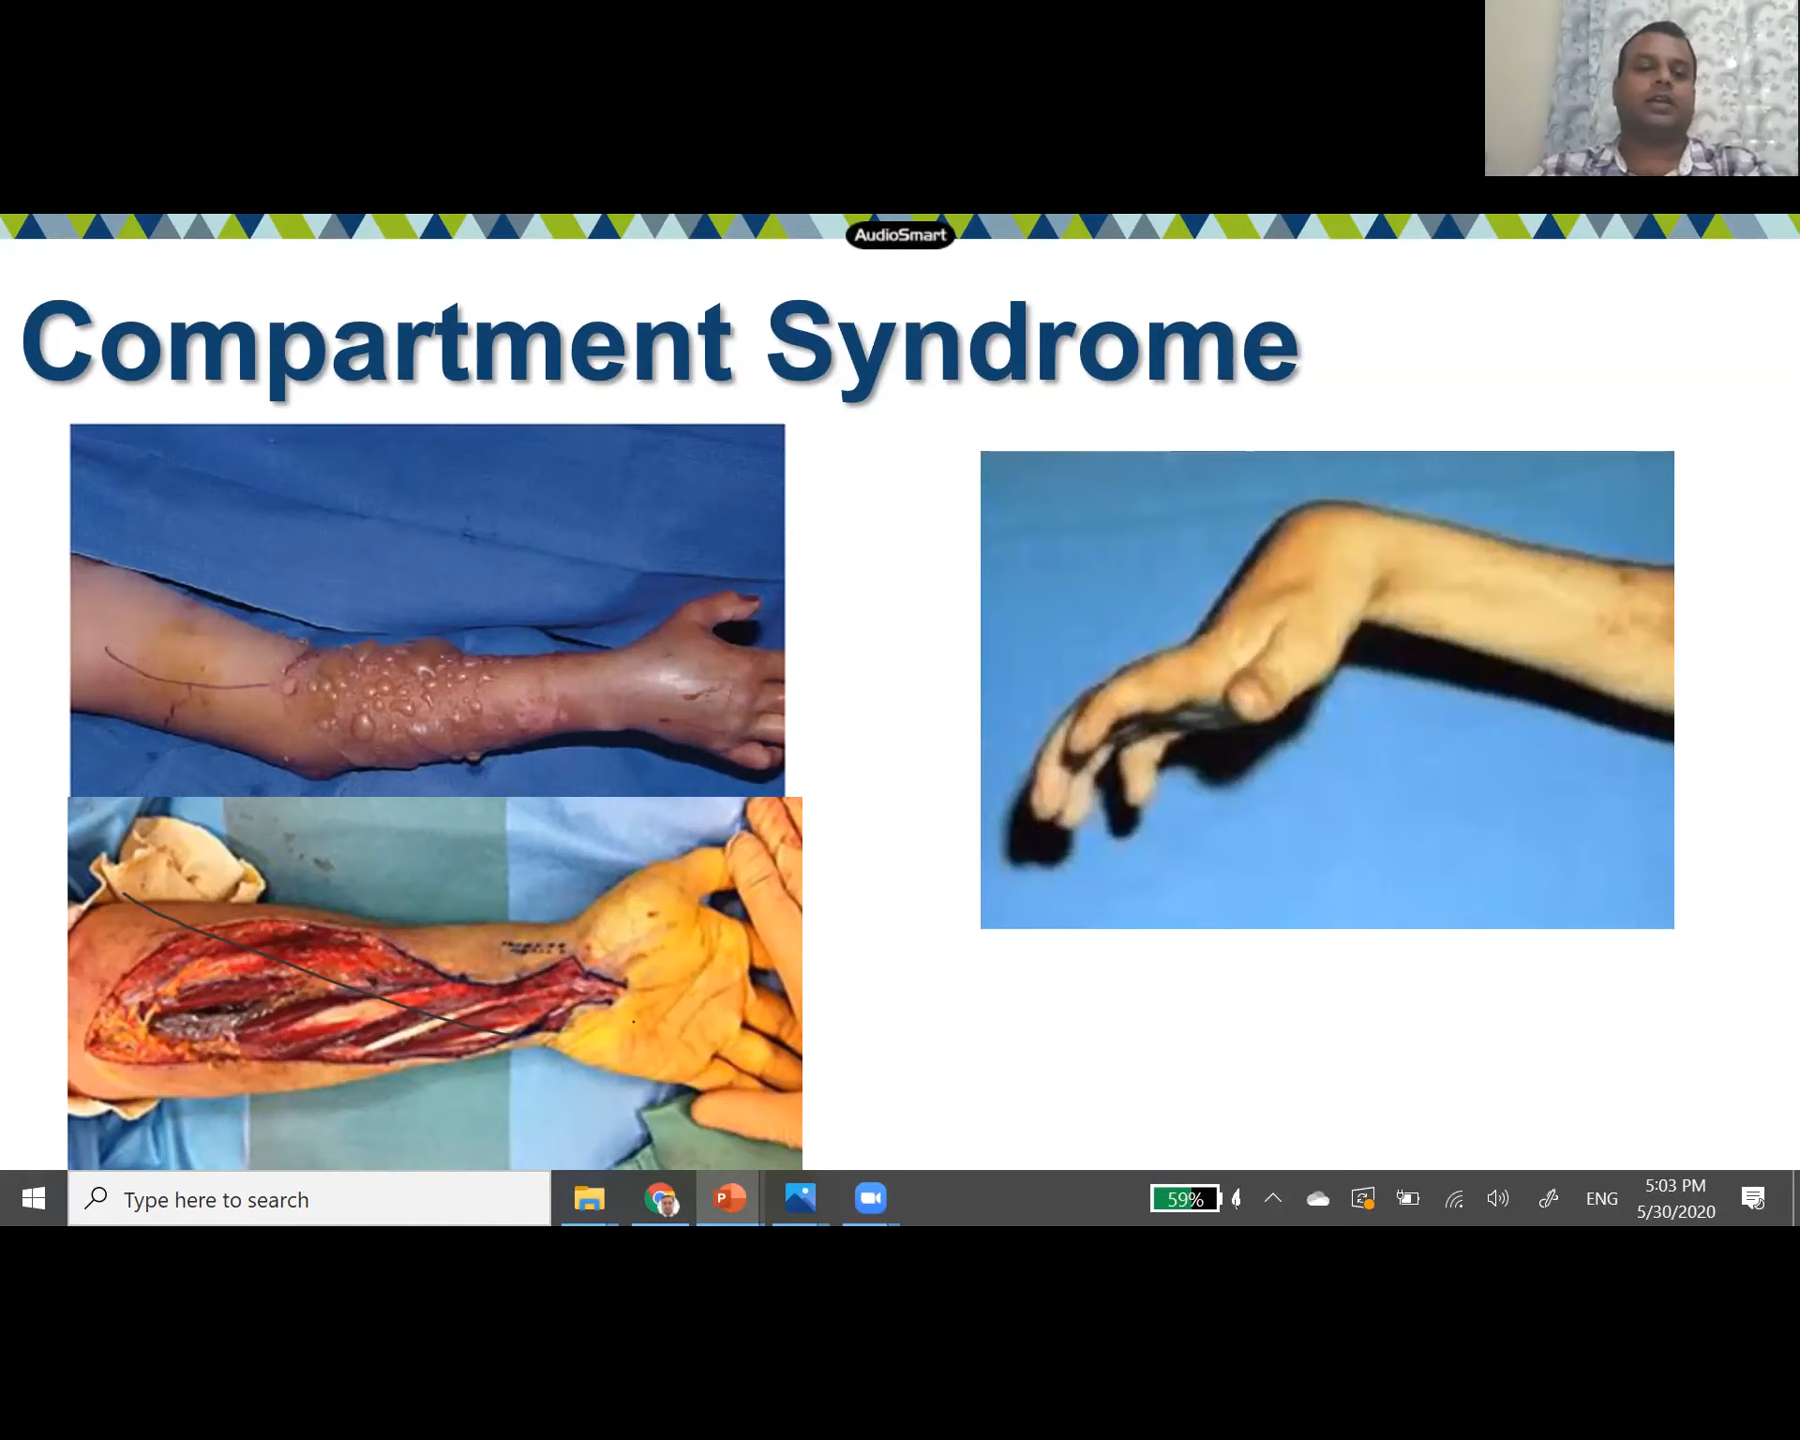 AudioSmart
Compartment Syndrome
Type here to search
59%
ENG
5:03 PM
5/30/2020